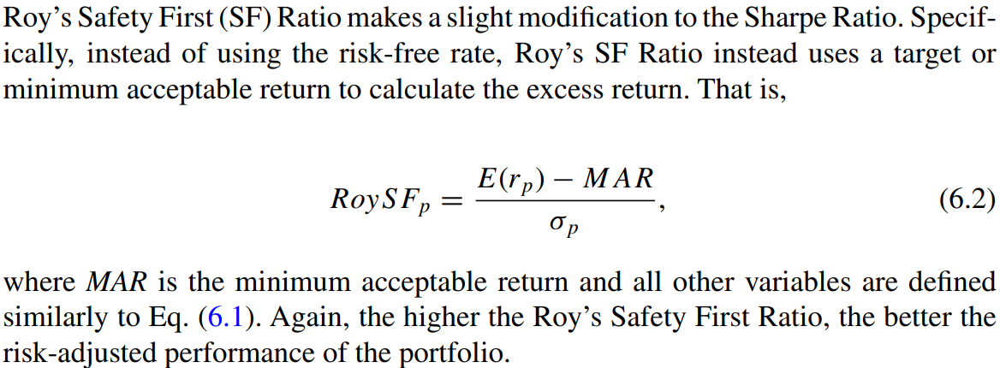 Roy's Safety First (SF) Ratio makes a slight modification to the Sharpe Ratio. Specif-
ically, instead of using the risk-free rate, Roy's SF Ratio instead uses a target or
minimum acceptable return to calculate the excess return. That is,
RoySF_p = \frac{E(r_p) − MAR}{σ_p}, (6.2)
where MAR is the minimum acceptable return and all other variables are defined
similarly to Eq. (6.1). Again, the higher the Roy's Safety First Ratio, the better the
risk-adjusted performance of the portfolio.